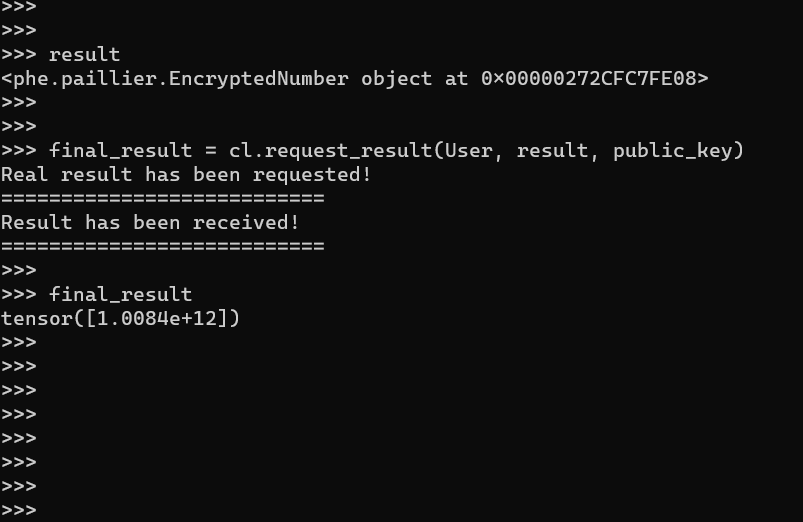 >>>
>>>
>>> result
<phe.paillier.EncryptedNumber object at 0x00000272CFC7FE08>
>>>
>>>
>>> final_result = cl.request_result(User, result, public_key)
Real result has been requested!
===========================
Result has been received!
===========================
>>>
>>> final_result
tensor([1.0084e+12])
>>>
>>>
>>>
>>>
>>>
>>>
>>>
>>>